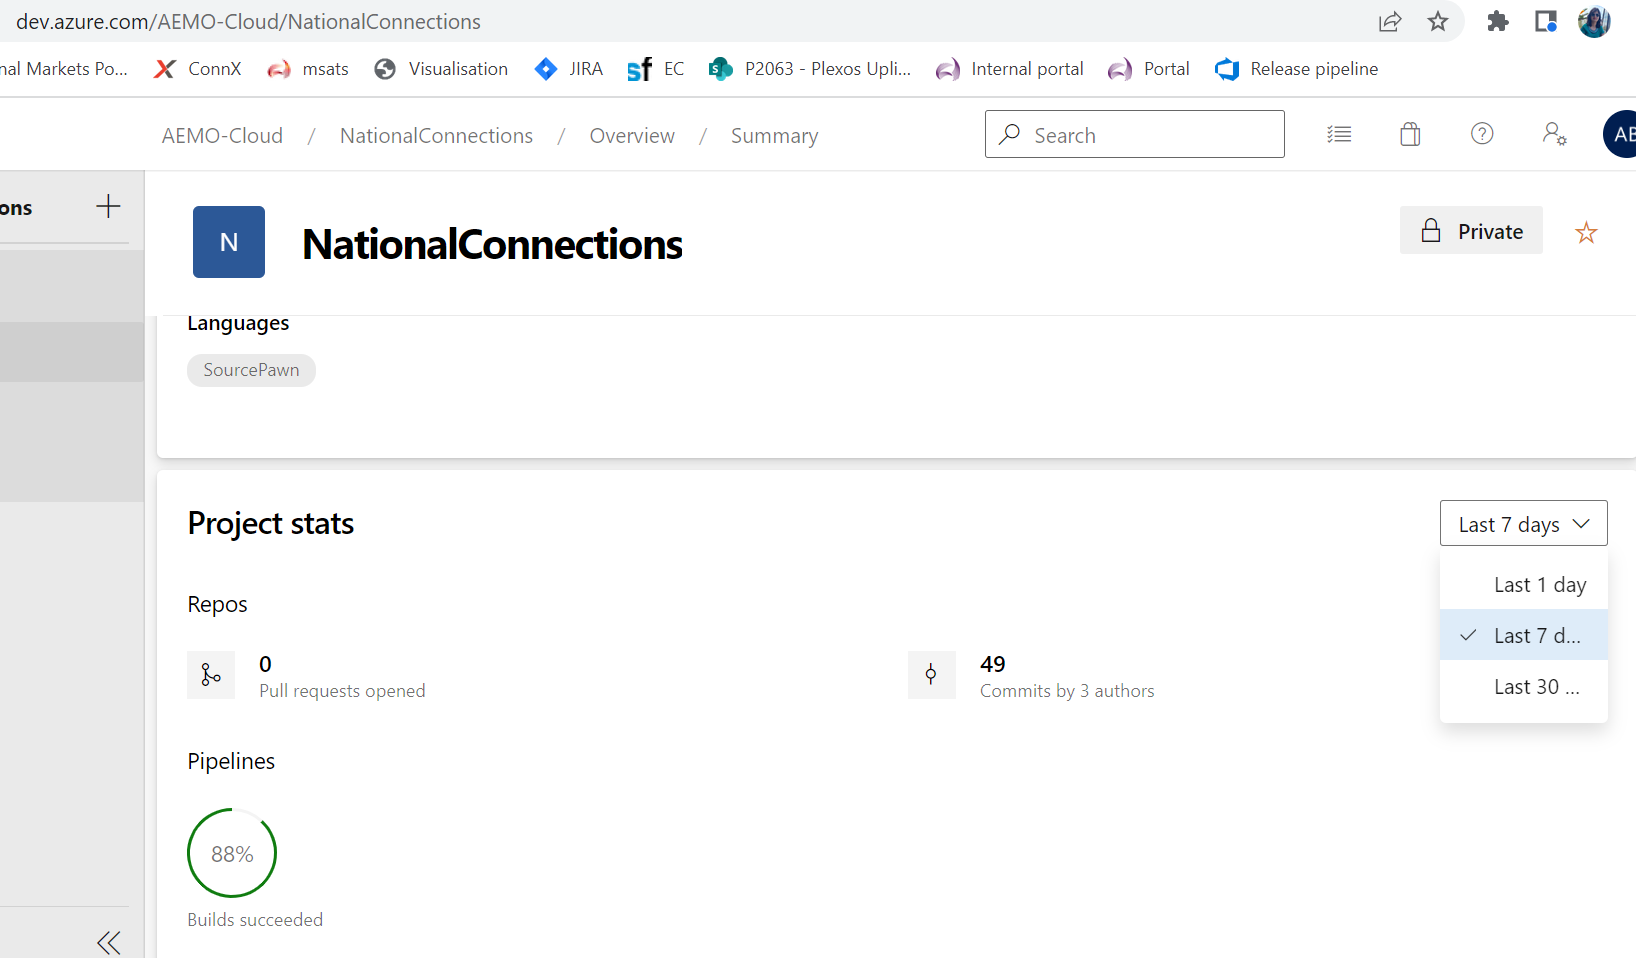 dev.azure.com/AEMO-Cloud/NationalConnections
nal Markets Po... ConnX msats Visualisation JIRA sf EC P2063 - Plexos Upli... Internal portal Portal Release pipeline
AEMO-Cloud / NationalConnections / Overview / Summary Search AB
ons
N NationalConnections Private
Languages
SourcePawn
Project stats Last 7 days
Last 1 day
Last 7 d...
Last 30 ...
Repos
0 49
Pull requests opened Commits by 3 authors
Pipelines
88%
Builds succeeded